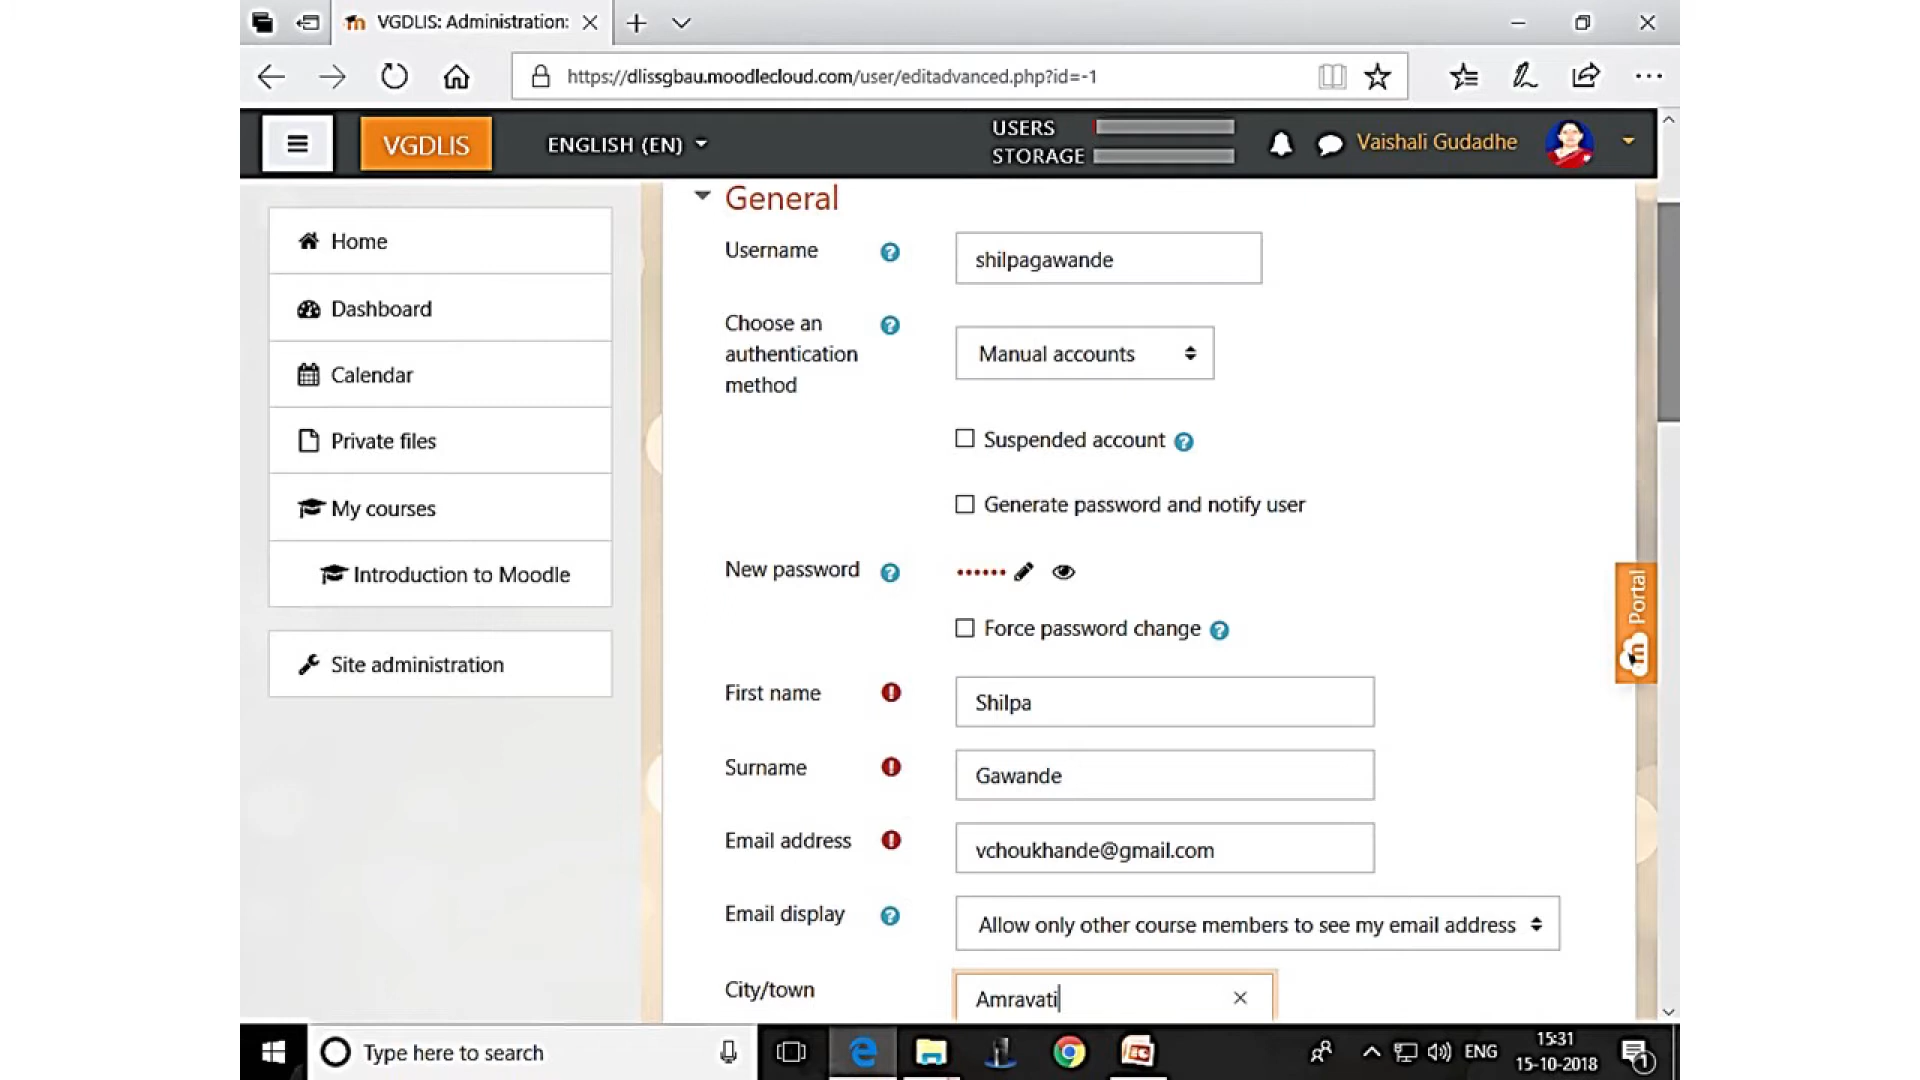 VGDLIS: Administration:
https://dlissgbau.moodlecloud.com/user/editadvanced.php?id=-1
VGDLIS
ENGLISH (EN)
USERS
STORAGE
Vaishali Gudadhe
Home
Dashboard
Calendar
Private files
My courses
Introduction to Moodle
Site administration
General
Username
shilpagawande
Choose an
authentication
method
Manual accounts
Suspended account
Generate password and notify user
New password
Force password change
First name
Shilpa
Surname
Gawande
Email address
vchoukhande@gmail.com
Email display
Allow only other course members to see my email address
City/town
Amravati
Portal
Type here to search
ENG
15:31
15-10-2018
1